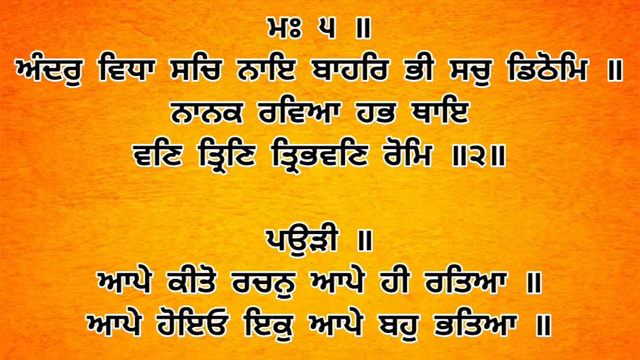 ਮਃ ੫ ॥
ਅੰਦਰੁ ਵਿਧਾ ਸਚਿ ਨਾਇ ਬਾਹਰਿ ਭੀ ਸਚੁ ਡਿਠੋਮਿ ॥
ਨਾਨਕ ਰਵਿਆ ਹਭ ਥਾਇ
ਵਣਿ ਤ੍ਰਿਣਿ ਤ੍ਰਿਭਵਣਿ ਰੋਮਿ ॥੨॥
ਪਉੜੀ ॥
ਆਪੇ ਕੀਤੋ ਰਚਨੁ ਆਪੇ ਹੀ ਰਤਿਆ ॥
ਆਪੇ ਹੋਇਓ ਇਕੁ ਆਪੇ ਬਹੁ ਭਤਿਆ ॥